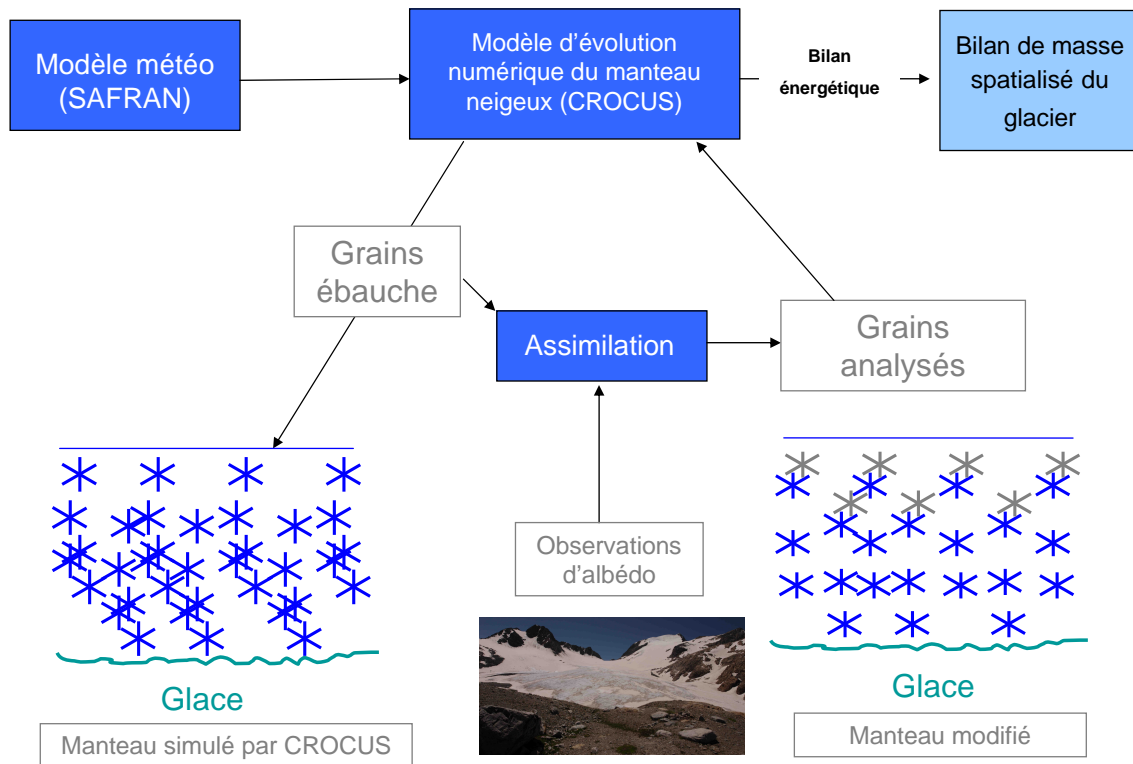 Modèle météo
(SAFRAN)
Modèle d'évolution
numérique du manteau
neigeux (CROCUS)
Bilan
énergétique
Bilan de masse
spatialisé du
glacier
Grains
ébauche
Assimilation
Grains
analysés
Observations
d'albédo
Glace
Manteau simulé par CROCUS
Glace
Manteau modifié